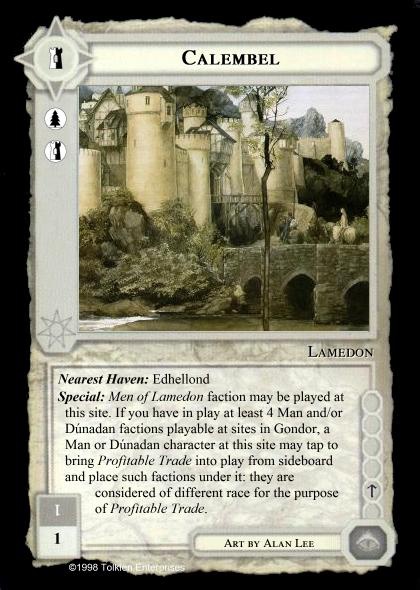 CALEMBEL
LAMEDON
Nearest Haven: Edhellond
Special: Men of Lamedon faction may be played at
this site. If you have in play at least 4 Man and/or
Dúnadan factions playable at sites in Gondor, a
Man or Dúnadan character at this site may tap to
bring Profitable Trade into play from sideboard
and place such factions under it: they are
considered of different race for the purpose
of Profitable Trade.
I
1
ART BY ALAN LEE
©1998 Tolkien Enterprises